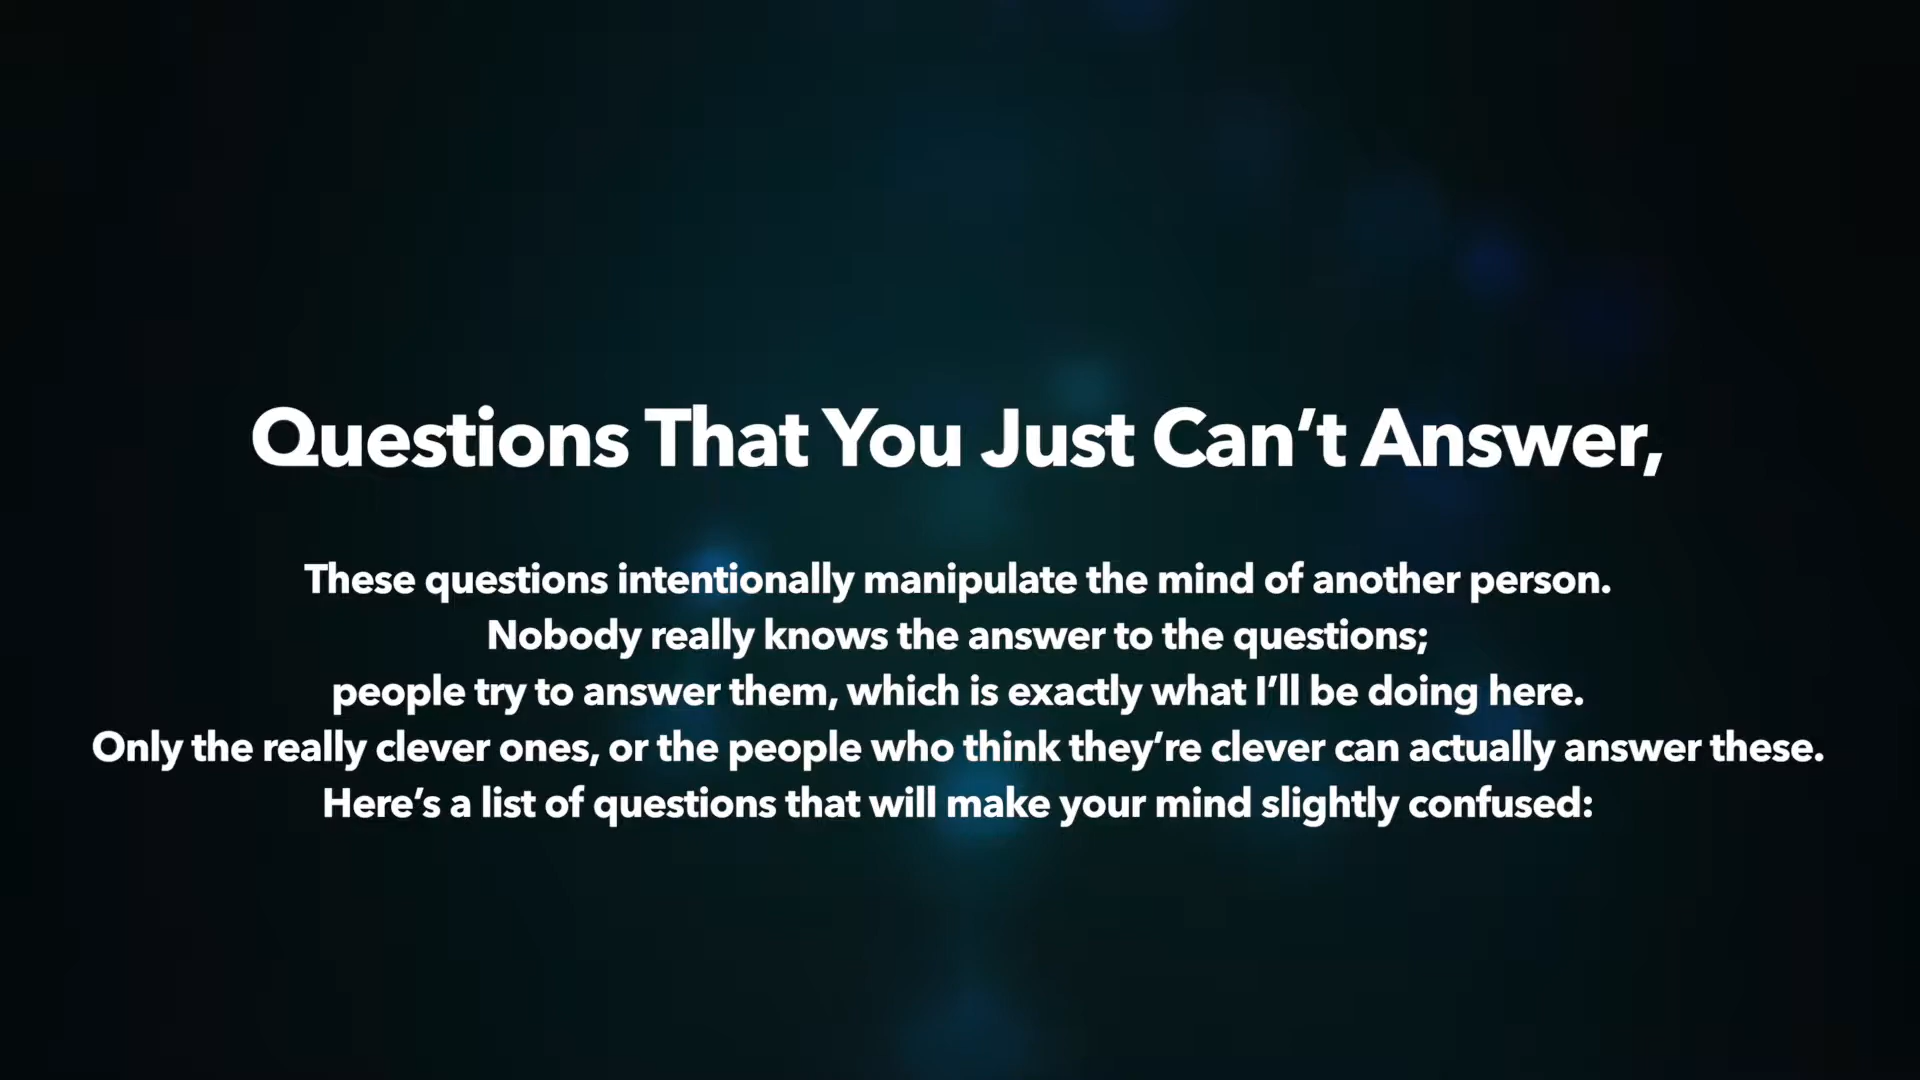 Questions That You Just Can’t Answer,
These questions intentionally manipulate the mind of another person.
Nobody really knows the answer to the questions;
people try to answer them, which is exactly what I’ll be doing here.
Only the really clever ones, or the people who think they’re clever can actually answer these.
Here’s a list of questions that will make your mind slightly confused: